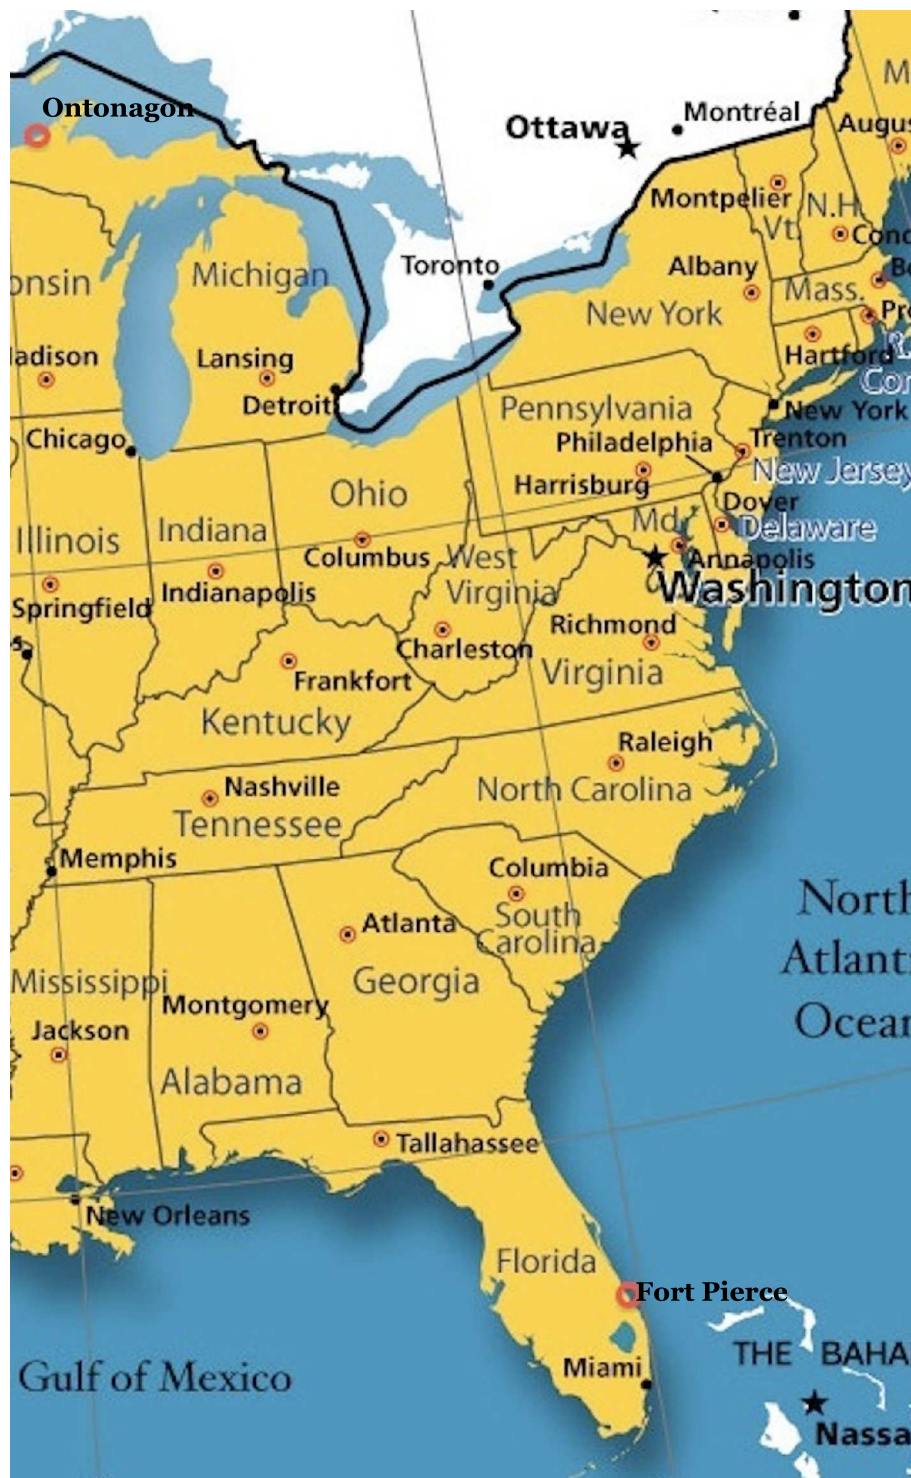 Ontonagon
Ottawa
Montréal
M
Augus
Montpelier
N.H.
Vt.
Conc
Toronto
Albany
Bo
Michigan
onsin
Mass.
New York
Pro
adison
Lansing
Hartford
R.
Con
Detroit
Pennsylvania
New York
Chicago
Philadelphia
Trenton
New Jersey
Harrisburg
Ohio
Dover
Md.
Delaware
Illinois
Indiana
Columbus
West
Virginia
Annapolis
Washington
Springfield
Indianapolis
Richmond
s
Charleston
Virginia
Frankfort
Kentucky
Raleigh
Nashville
North Carolina
Tennessee
Memphis
Columbia
North
Atlanti
Ocean
South
Carolina
Atlanta
Georgia
Mississippi
Montgomery
Jackson
Alabama
Tallahassee
New Orleans
Florida
Fort Pierce
THE BAHA
Miami
Gulf of Mexico
Nassa